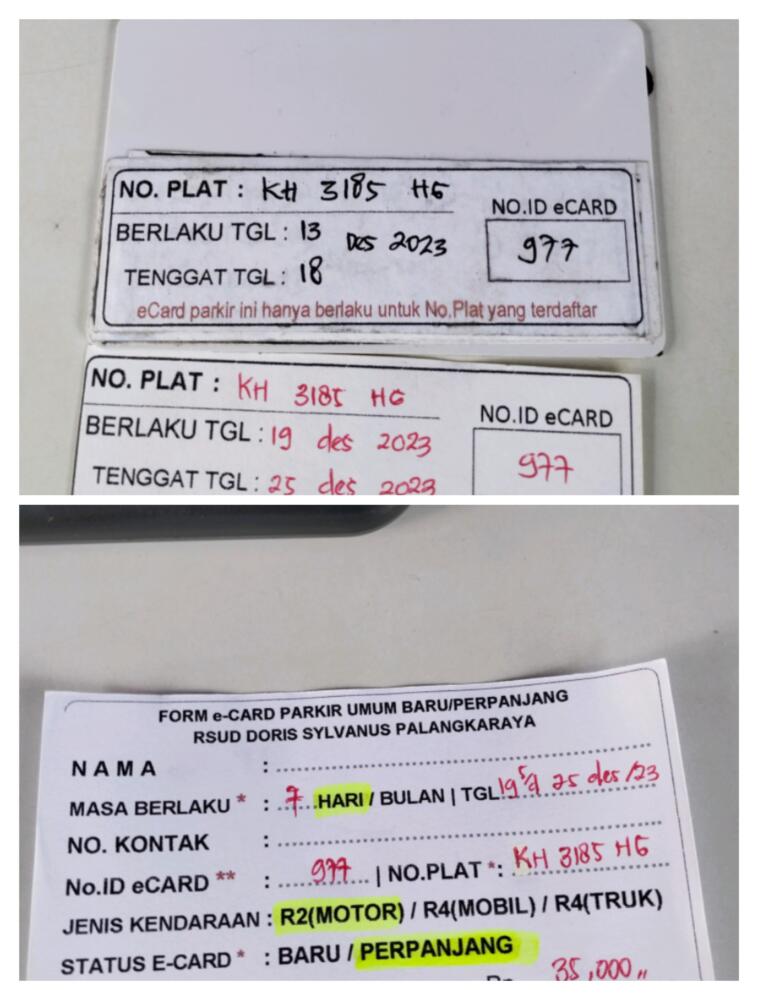 NO. PLAT : KH 3185 HG
NO.ID eCARD
BERLAKU TGL : 13 Des 2023
977
TENGGAT TGL : 18
eCard parkir ini hanya berlaku untuk No.Plat yang terdaftar
NO. PLAT : KH 3185 HG
NO.ID eCARD
BERLAKU TGL : 19 des 2023
977
TENGGAT TGL : 25 des 2023
FORM e-CARD PARKIR UMUM BARU/PERPANJANG
RSUD DORIS SYLVANUS PALANGKARAYA
N A M A :
MASA BERLAKU * : 7 HARI / BULAN | TGL. 19 s/d 25 des /23
NO. KONTAK :
No.ID eCARD ** : 977 | NO.PLAT *: KH 3185 HG
JENIS KENDARAAN : R2(MOTOR) / R4(MOBIL) / R4(TRUK)
STATUS E-CARD * : BARU / PERPANJANG
Rp 35,000,,